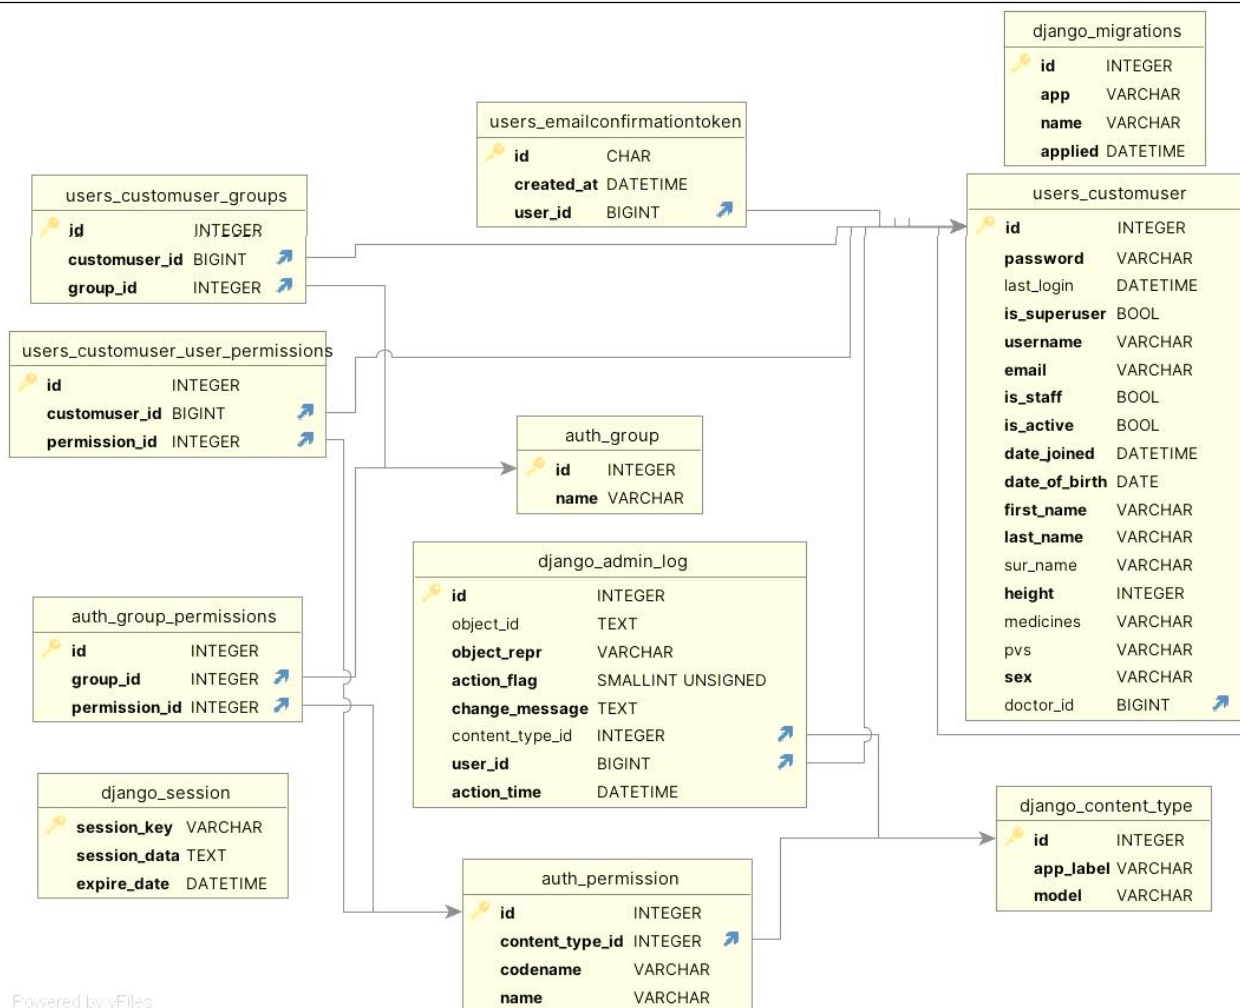 django_migrations
id INTEGER
app VARCHAR
name VARCHAR
applied DATETIME
users_emailconfirmationtoken
id CHAR
created_at DATETIME
user_id BIGINT
users_customuser_groups
id INTEGER
customuser_id BIGINT
group_id INTEGER
users_customuser
id INTEGER
password VARCHAR
last_login DATETIME
is_superuser BOOL
username VARCHAR
email VARCHAR
is_staff BOOL
is_active BOOL
date_joined DATETIME
date_of_birth DATE
first_name VARCHAR
last_name VARCHAR
sur_name VARCHAR
height INTEGER
medicines VARCHAR
pvs VARCHAR
sex VARCHAR
doctor_id BIGINT
users_customuser_user_permissions
id INTEGER
customuser_id BIGINT
permission_id INTEGER
auth_group
id INTEGER
name VARCHAR
django_admin_log
id INTEGER
object_id TEXT
object_repr VARCHAR
action_flag SMALLINT UNSIGNED
change_message TEXT
content_type_id INTEGER
user_id BIGINT
action_time DATETIME
auth_group_permissions
id INTEGER
group_id INTEGER
permission_id INTEGER
django_session
session_key VARCHAR
session_data TEXT
expire_date DATETIME
django_content_type
id INTEGER
app_label VARCHAR
model VARCHAR
auth_permission
id INTEGER
content_type_id INTEGER
codename VARCHAR
name VARCHAR
Powered by yFiles